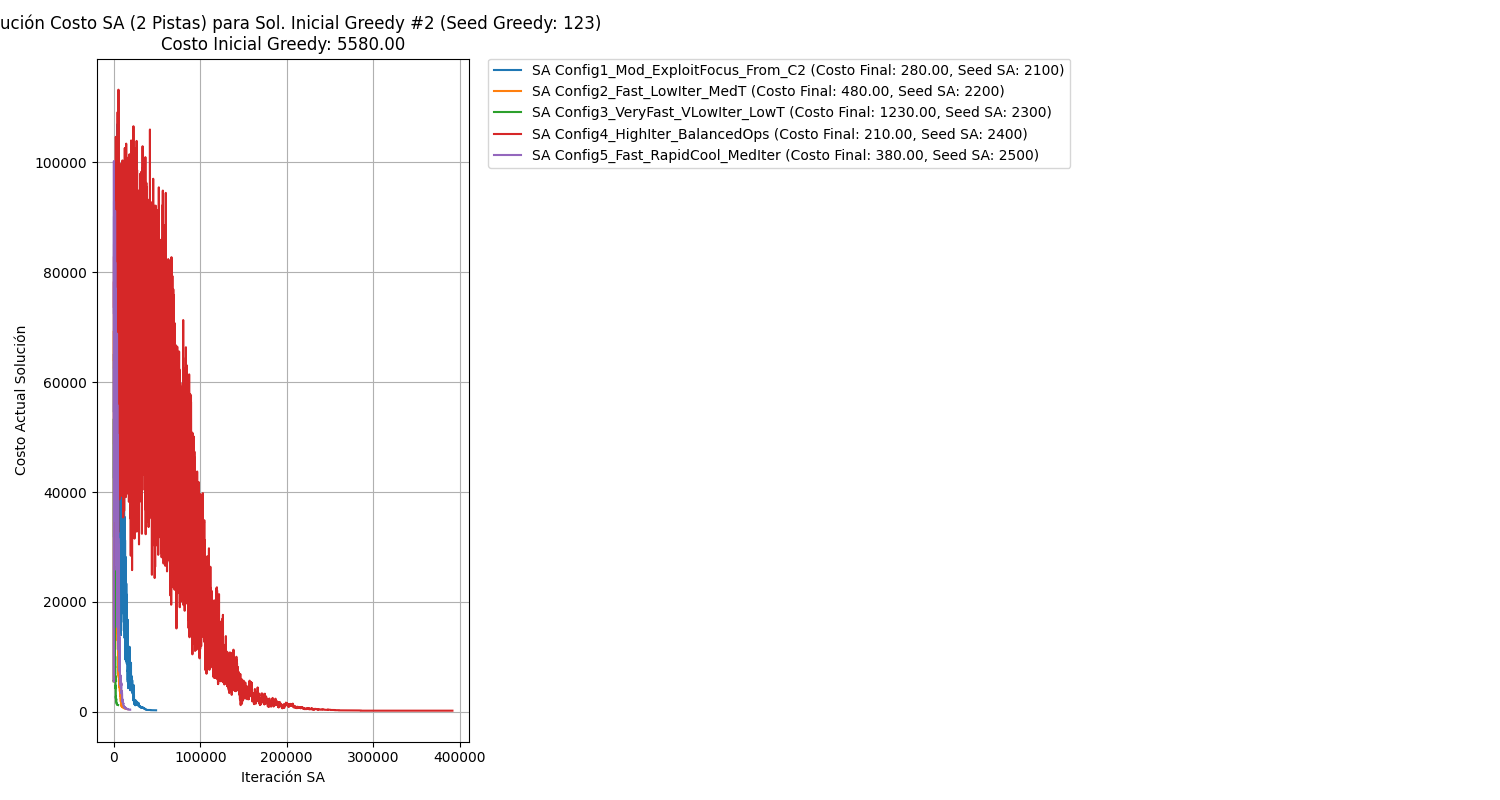 ución Costo SA (2 Pistas) para Sol. Inicial Greedy #2 (Seed Greedy: 123)
Costo Inicial Greedy: 5580.00
SA Config1_Mod_ExploitFocus_From_C2 (Costo Final: 280.00, Seed SA: 2100)
SA Config2_Fast_LowIter_MedT (Costo Final: 480.00, Seed SA: 2200)
SA Config3_VeryFast_VLowIter_LowT (Costo Final: 1230.00, Seed SA: 2300)
SA Config4_HighIter_BalancedOps (Costo Final: 210.00, Seed SA: 2400)
SA Config5_Fast_RapidCool_MedIter (Costo Final: 380.00, Seed SA: 2500)
Costo Actual Solución
100000
80000
60000
40000
20000
0
0 100000 200000 300000 400000
Iteración SA